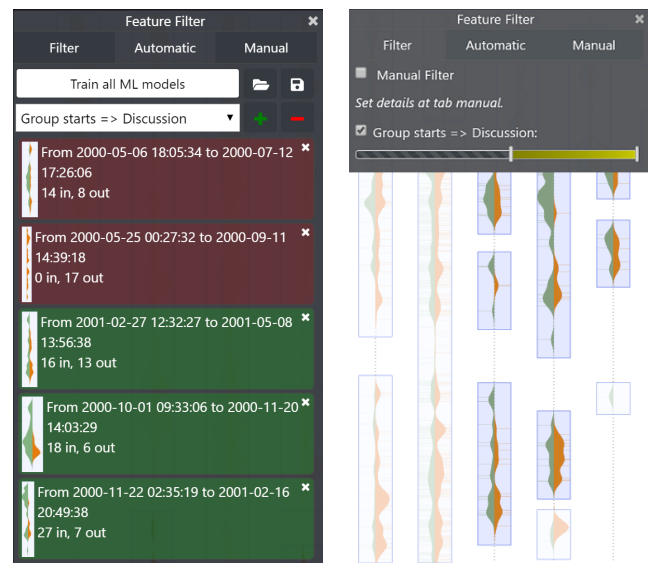 Feature Filter ×
Filter Automatic Manual
Train all ML models
Group starts => Discussion ▼ + −
From 2000-05-06 18:05:34 to 2000-07-12 ×
17:26:06
14 in, 8 out
From 2000-05-25 00:27:32 to 2000-09-11 ×
14:39:18
0 in, 17 out
From 2001-02-27 12:32:27 to 2001-05-08 ×
13:56:38
16 in, 13 out
From 2000-10-01 09:33:06 to 2000-11-20 ×
14:03:29
18 in, 6 out
From 2000-11-22 02:35:19 to 2001-02-16 ×
20:49:38
27 in, 7 out
Feature Filter ×
Filter Automatic Manual
Manual Filter
Set details at tab manual.
Group starts => Discussion: